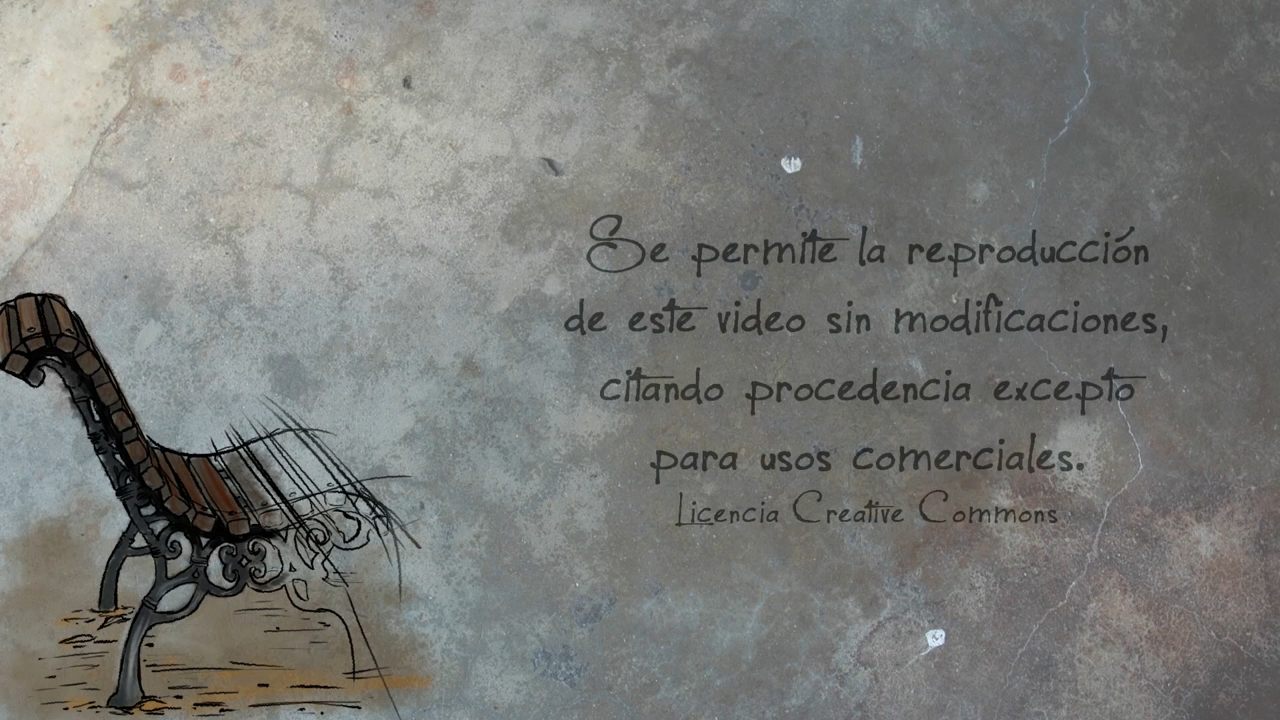 Se permite la reproducción
de este video sin modificaciones,
citando procedencia excepto
para usos comerciales.
Licencia Creative Commons